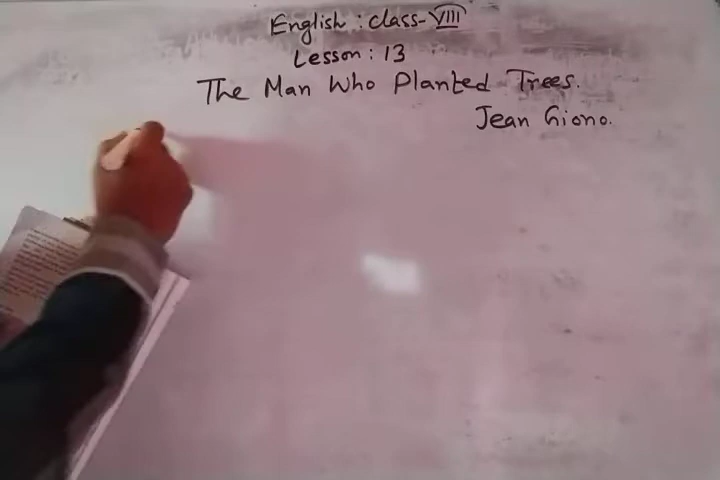 English : class-VIII
Lesson : 13
The Man Who Planted Trees.
Jean Giono.